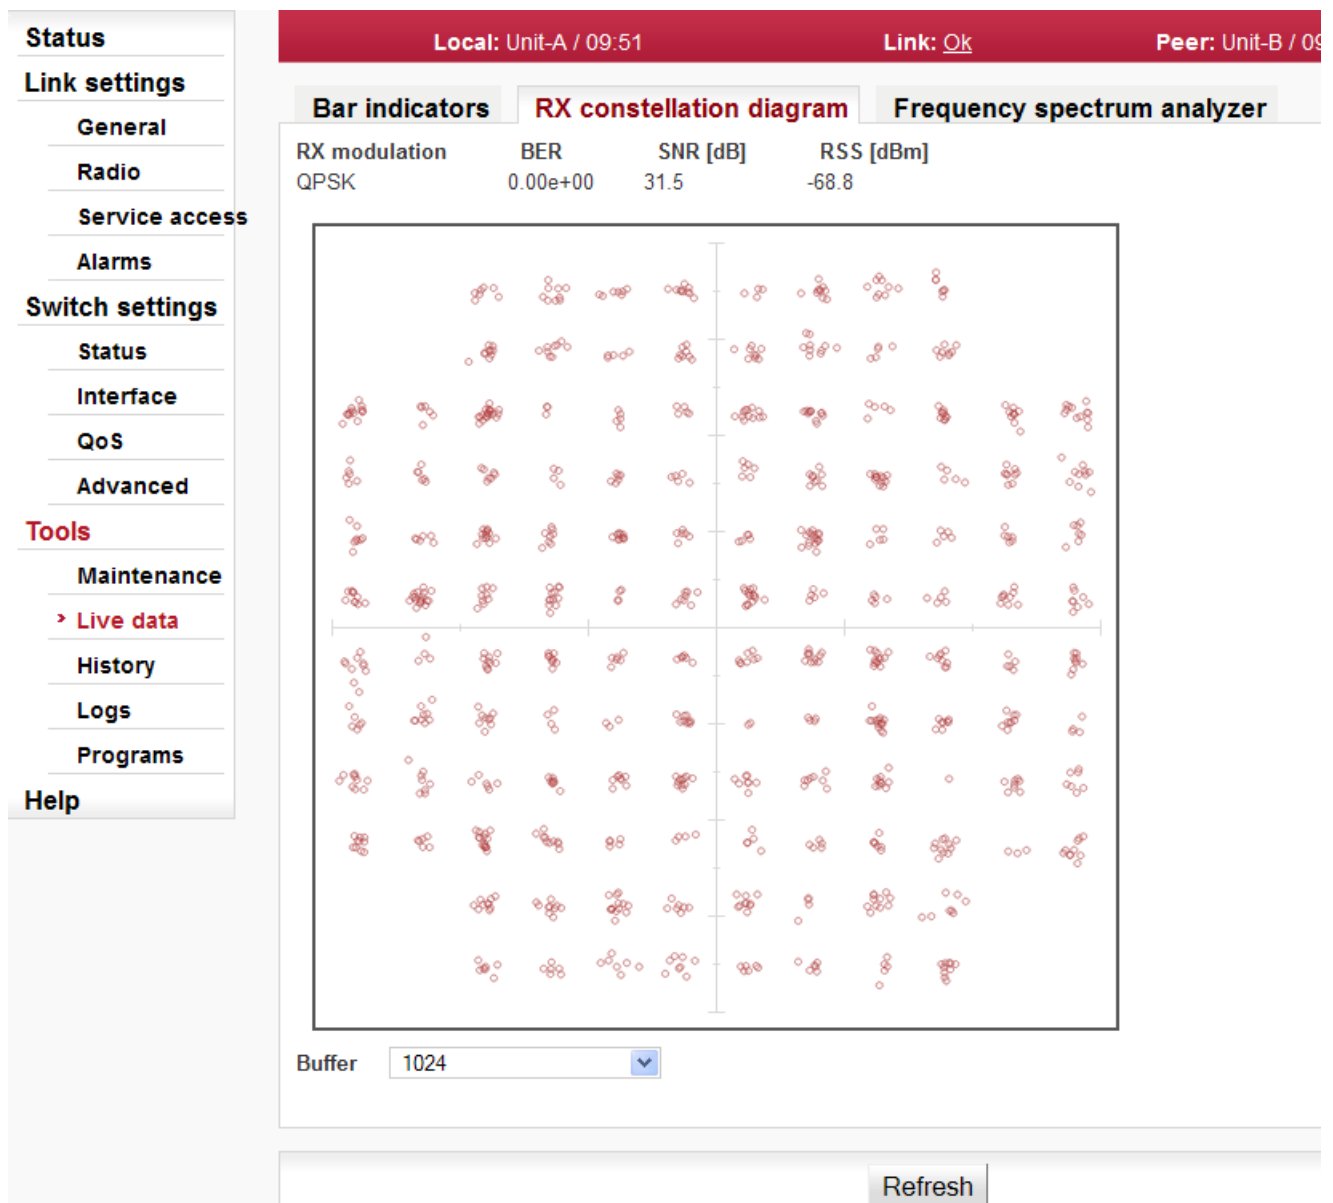 Status
Link settings
General
Radio
Service access
Alarms
Switch settings
Status
Interface
QoS
Advanced
Tools
Maintenance
> Live data
History
Logs
Programs
Help
Local: Unit-A / 09:51 Link: Ok Peer: Unit-B / 09
Bar indicators RX constellation diagram Frequency spectrum analyzer
RX modulation BER SNR [dB] RSS [dBm]
QPSK 0.00e+00 31.5 -68.8
Buffer 1024
Refresh